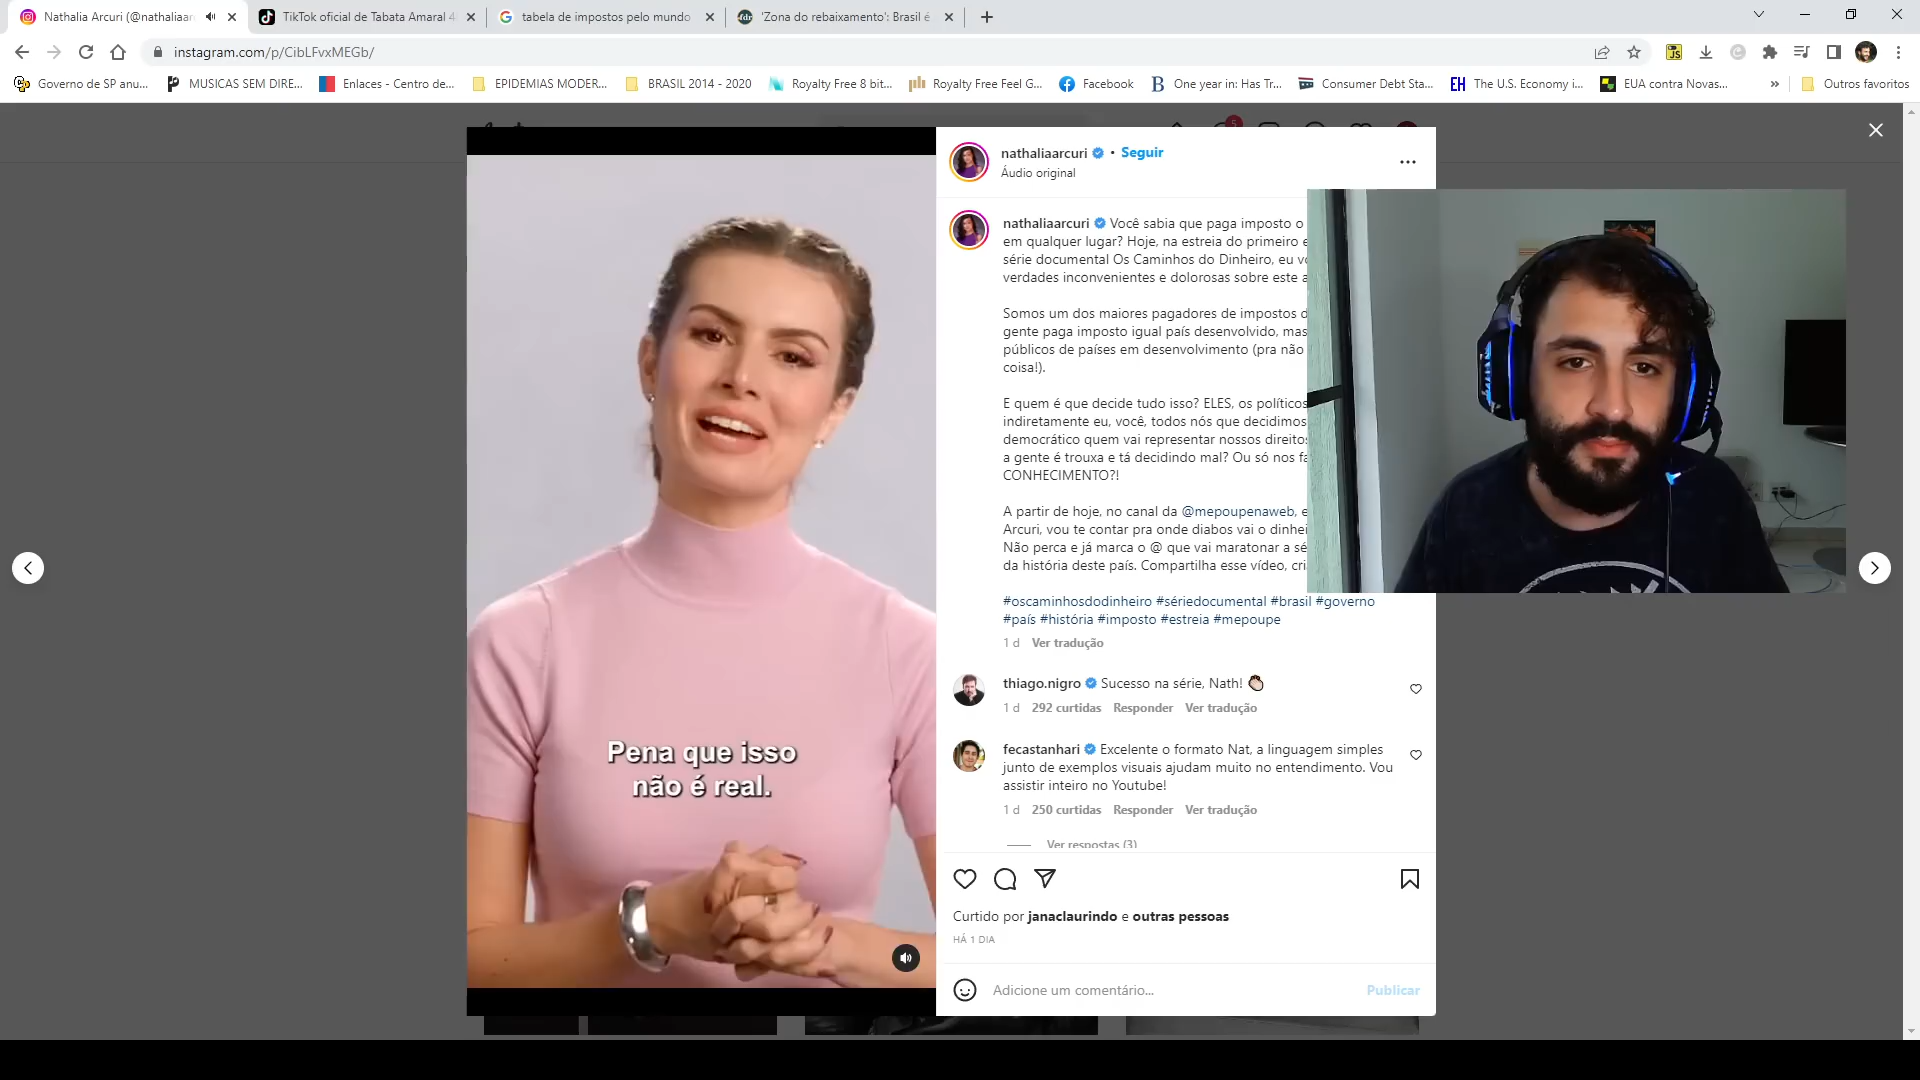 Nathalia Arcuri (@nathaliaar
TikTok oficial de Tabata Amaral 4
tabela de impostos pelo mundo
'Zona do rebaixamento': Brasil é
instagram.com/p/CibLFvxMEGb/
Governo de SP anu...
MUSICAS SEM DIRE...
Enlaces - Centro de...
EPIDEMIAS MODER...
BRASIL 2014 - 2020
Royalty Free 8 bit...
Royalty Free Feel G...
Facebook
One year in: Has Tr...
Consumer Debt Sta...
The U.S. Economy i...
EUA contra Novas...
Outros favoritos
nathaliaarcuri • Seguir
Áudio original
nathaliaarcuri Você sabia que paga imposto o
em qualquer lugar? Hoje, na estreia do primeiro e
série documental Os Caminhos do Dinheiro, eu vo
verdades inconvenientes e dolorosas sobre este a
Somos um dos maiores pagadores de impostos d
gente paga imposto igual país desenvolvido, mas
públicos de países em desenvolvimento (pra não
coisa!).
E quem é que decide tudo isso? ELES, os políticos
indiretamente eu, você, todos nós que decidimos
democrático quem vai representar nossos direitos
a gente é trouxa e tá decidindo mal? Ou só nos fa
CONHECIMENTO?!
A partir de hoje, no canal da @mepoupenaweb, e
Arcuri, vou te contar pra onde diabos vai o dinhei
Não perca e já marca o @ que vai maratonar a sé
da história deste país. Compartilha esse vídeo, cri
#oscaminhosdodinheiro #sériedocumental #brasil #governo
#país #história #imposto #estreia #mepoupe
1 d Ver tradução
thiago.nigro Sucesso na série, Nath! 👏
1 d 292 curtidas Responder Ver tradução
fecastanhari Excelente o formato Nat, a linguagem simples
junto de exemplos visuais ajudam muito no entendimento. Vou
assistir inteiro no Youtube!
1 d 250 curtidas Responder Ver tradução
Ver respostas (3)
Pena que isso
não é real.
Curtido por janaclaurindo e outras pessoas
HÁ 1 DIA
Adicione um comentário...
Publicar